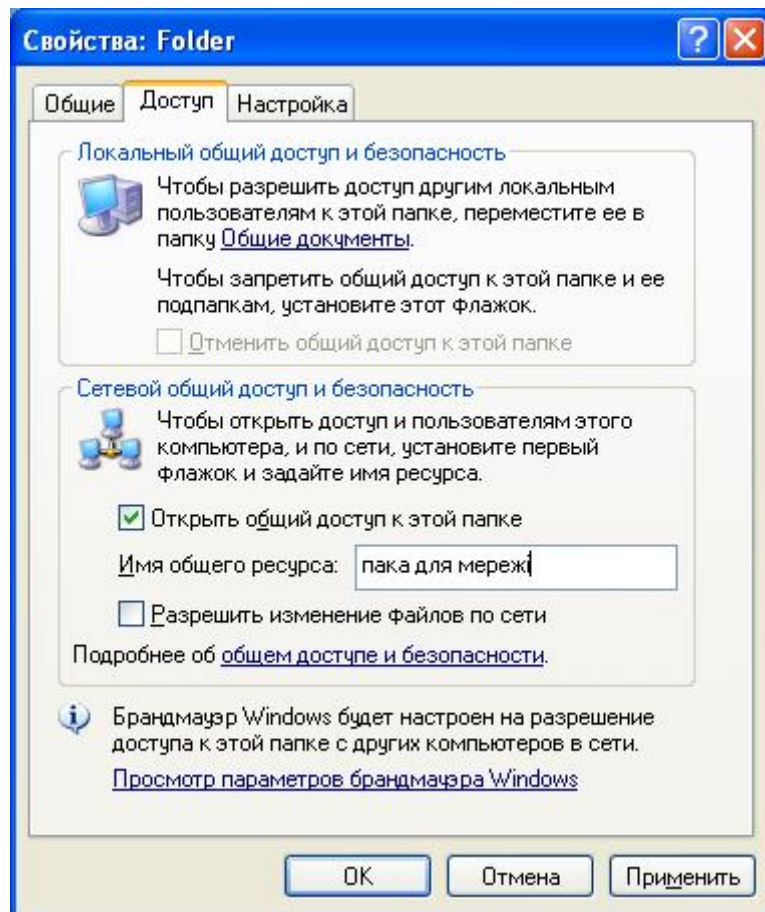 Свойства: Folder
Общие Доступ Настройка
Локальный общий доступ и безопасность
Чтобы разрешить доступ другим локальным
пользователям к этой папке, переместите ее в
папку Общие документы.
Чтобы запретить общий доступ к этой папке и ее
подпапкам, установите этот флажок.
Отменить общий доступ к этой папке
Сетевой общий доступ и безопасность
Чтобы открыть доступ и пользователям этого
компьютера, и по сети, установите первый
флажок и задайте имя ресурса.
Открыть общий доступ к этой папке
Имя общего ресурса: пака для мережі
Разрешить изменение файлов по сети
Подробнее об общем доступе и безопасности.
Брандмауэр Windows будет настроен на разрешение
доступа к этой папке с других компьютеров в сети.
Просмотр параметров брандмауэра Windows
OK Отмена Применить